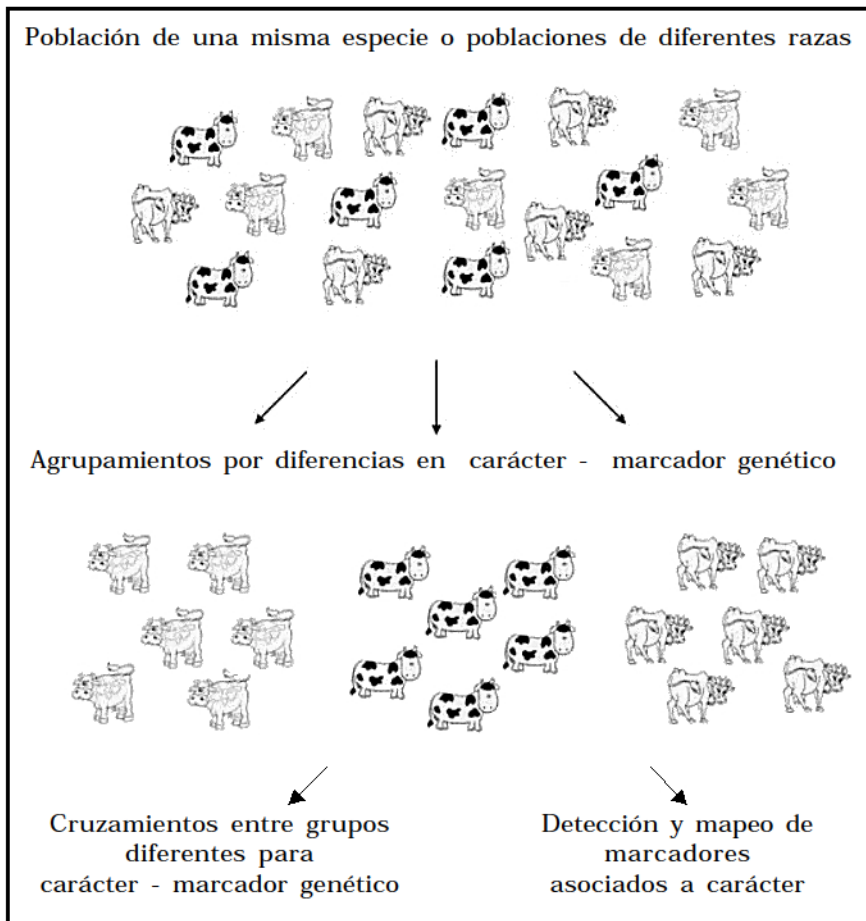 Población de una misma especie o poblaciones de diferentes razas
Agrupamientos por diferencias en carácter - marcador genético
Cruzamientos entre grupos
diferentes para
carácter - marcador genético
Detección y mapeo de
marcadores
asociados a carácter